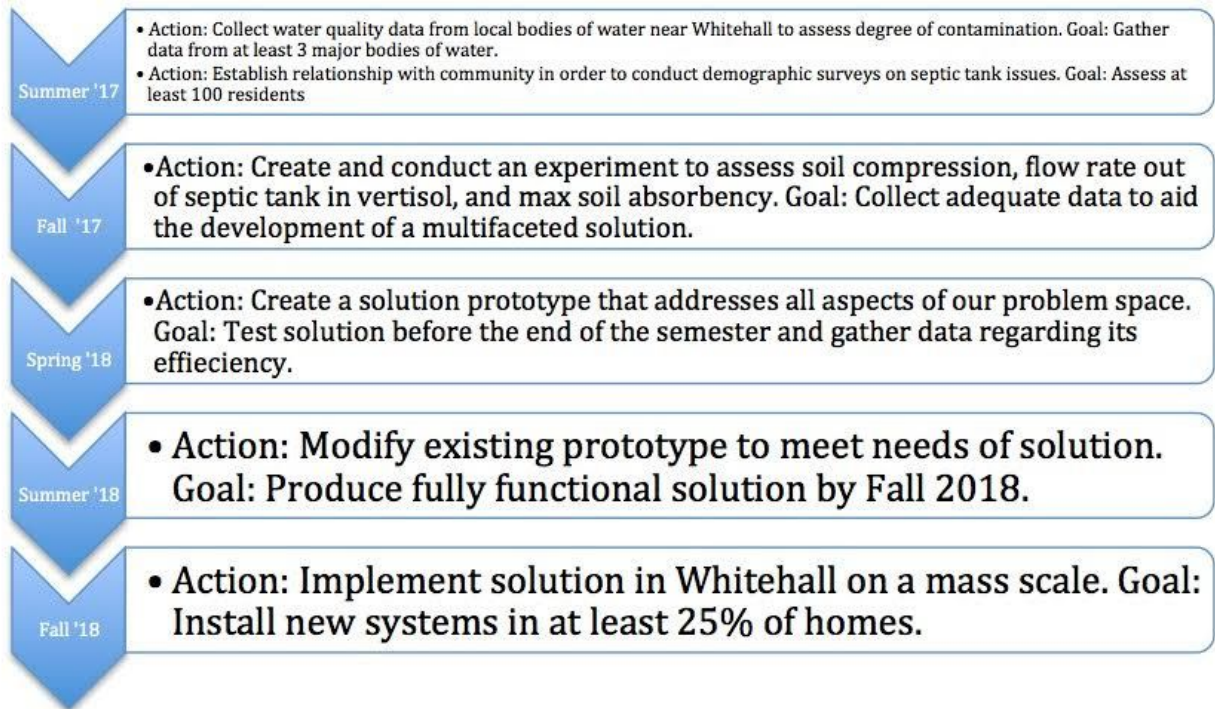 Summer '17
• Action: Collect water quality data from local bodies of water near Whitehall to assess degree of contamination. Goal: Gather
data from at least 3 major bodies of water.
• Action: Establish relationship with community in order to conduct demographic surveys on septic tank issues. Goal: Assess at
least 100 residents
Fall '17
•Action: Create and conduct an experiment to assess soil compression, flow rate out
of septic tank in vertisol, and max soil absorbency. Goal: Collect adequate data to aid
the development of a multifaceted solution.
Spring '18
•Action: Create a solution prototype that addresses all aspects of our problem space.
Goal: Test solution before the end of the semester and gather data regarding its
effieciency.
Summer '18
• Action: Modify existing prototype to meet needs of solution.
Goal: Produce fully functional solution by Fall 2018.
Fall '18
• Action: Implement solution in Whitehall on a mass scale. Goal:
Install new systems in at least 25% of homes.